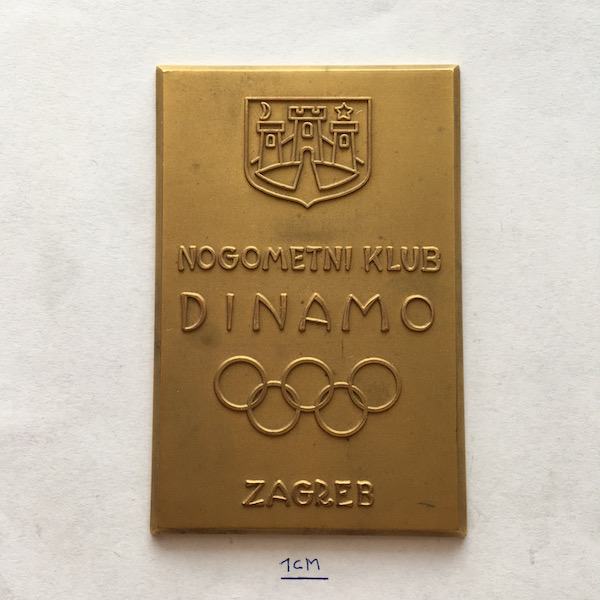 NOGOMETNI KLUB
DINAMO
ZAGREB
1CM